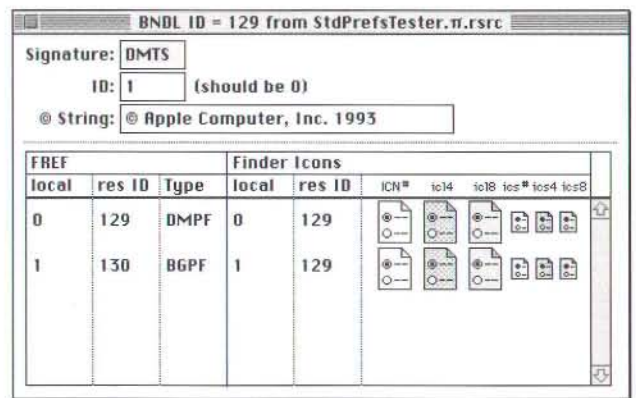 BNDL ID = 129 from StdPrefsTester.π.rsrc
Signature: DMTS
ID: 1 (should be 0)
© String: © Apple Computer, Inc. 1993
FREF Finder Icons
local res ID Type local res ID ICN# icl4 icl8 ics# ics4 ics8
0 129 DMPF 0 129
1 130 BGPF 1 129